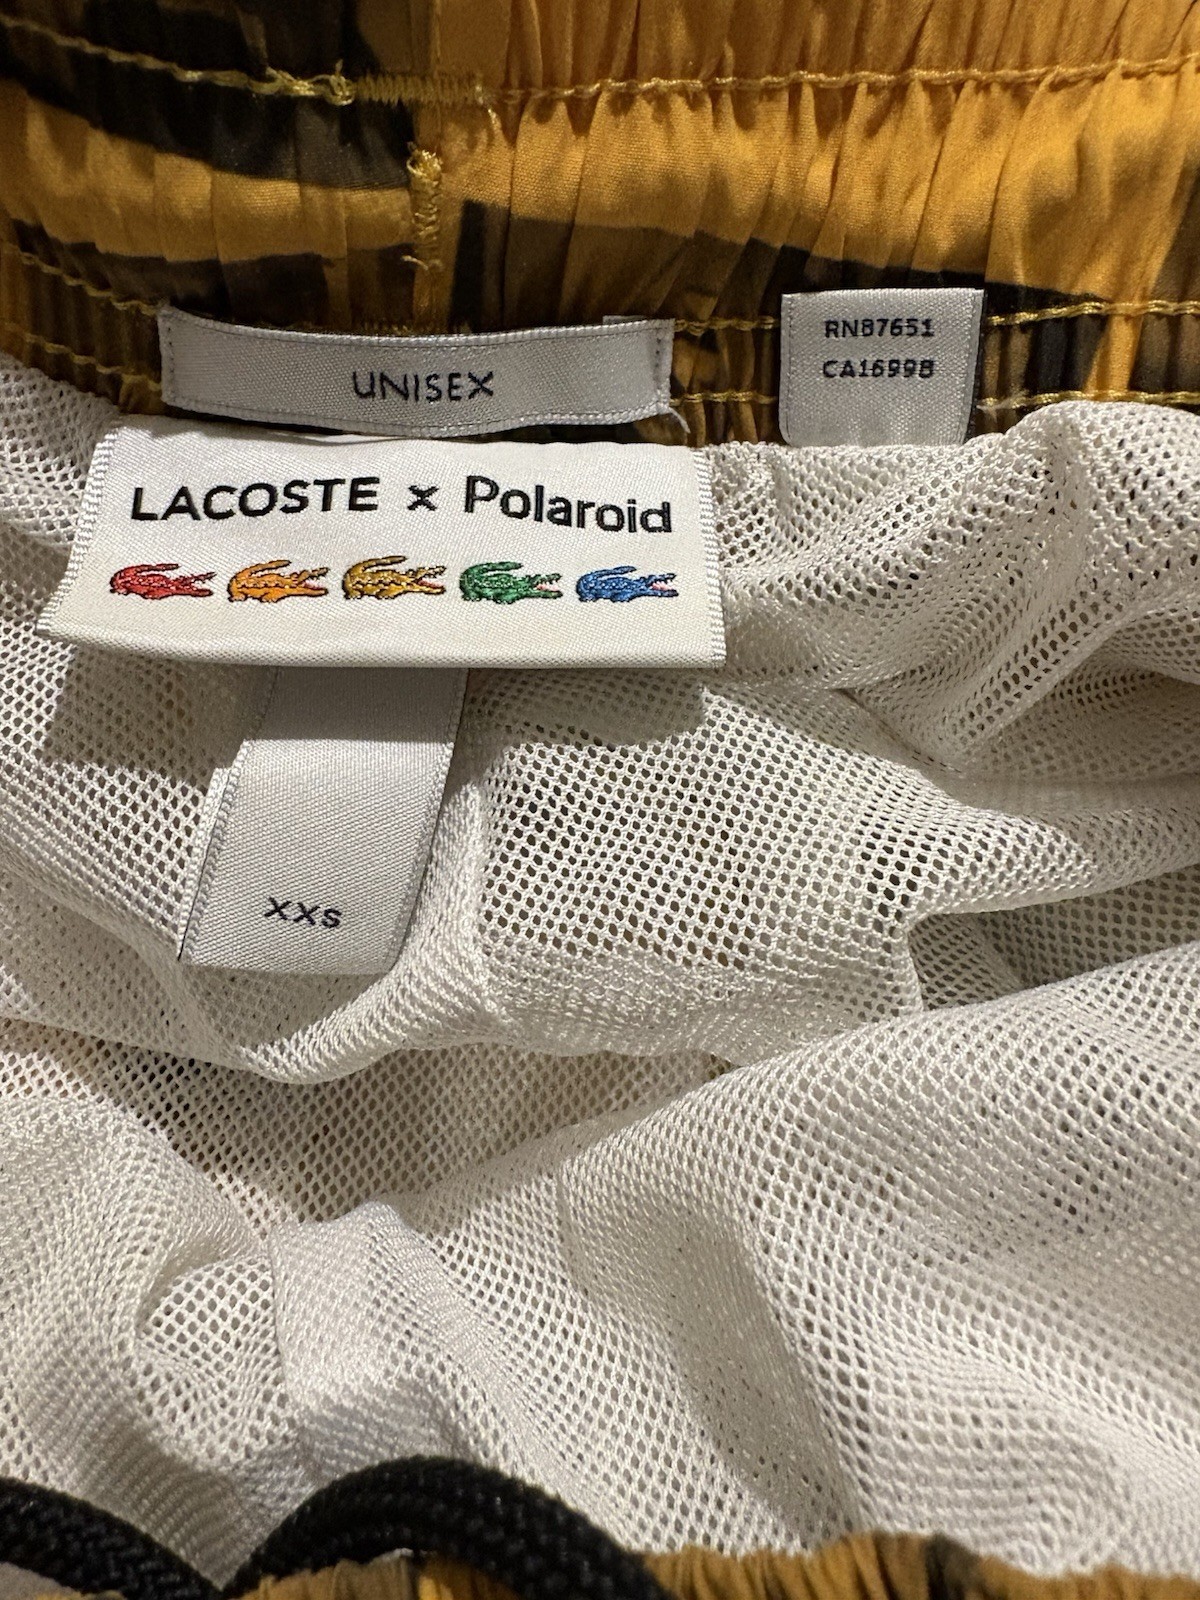 UNISEX
RN87651
CA16998
LACOSTE x Polaroid
xxs